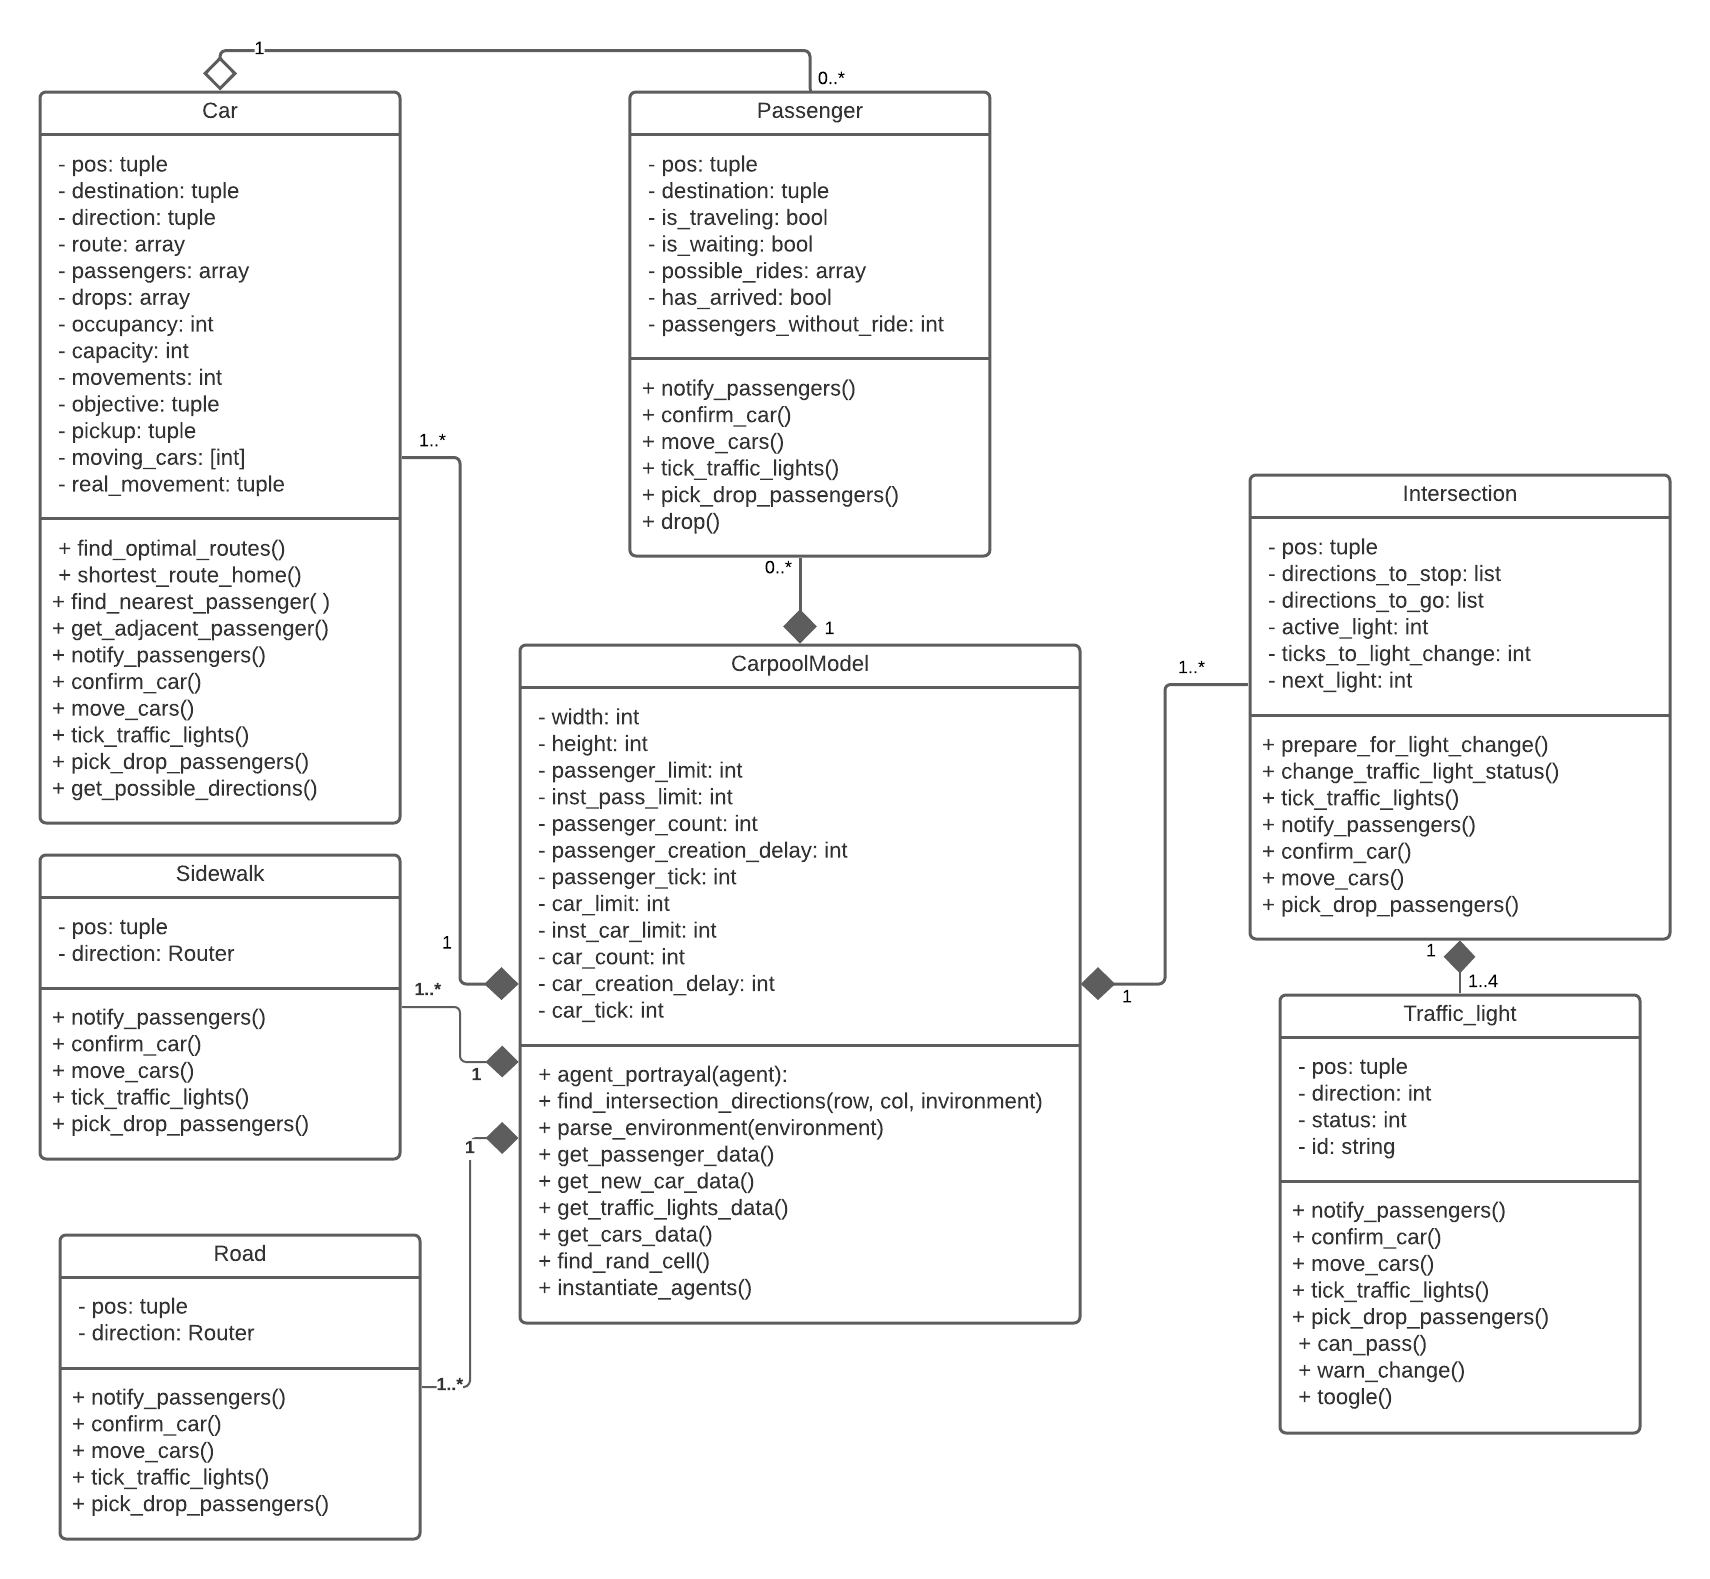 1
0..*
Car
- pos: tuple
- destination: tuple
- direction: tuple
- route: array
- passengers: array
- drops: array
- occupancy: int
- capacity: int
- movements: int
- objective: tuple
- pickup: tuple
- moving_cars: [int]
- real_movement: tuple
+ find_optimal_routes()
+ shortest_route_home()
+ find_nearest_passenger( )
+ get_adjacent_passenger()
+ notify_passengers()
+ confirm_car()
+ move_cars()
+ tick_traffic_lights()
+ pick_drop_passengers()
+ get_possible_directions()
1..*
1
Passenger
- pos: tuple
- destination: tuple
- is_traveling: bool
- is_waiting: bool
- possible_rides: array
- has_arrived: bool
- passengers_without_ride: int
+ notify_passengers()
+ confirm_car()
+ move_cars()
+ tick_traffic_lights()
+ pick_drop_passengers()
+ drop()
0..*
1
Intersection
- pos: tuple
- directions_to_stop: list
- directions_to_go: list
- active_light: int
- ticks_to_light_change: int
- next_light: int
+ prepare_for_light_change()
+ change_traffic_light_status()
+ tick_traffic_lights()
+ notify_passengers()
+ confirm_car()
+ move_cars()
+ pick_drop_passengers()
1..*
1
CarpoolModel
- width: int
- height: int
- passenger_limit: int
- inst_pass_limit: int
- passenger_count: int
- passenger_creation_delay: int
- passenger_tick: int
- car_limit: int
- inst_car_limit: int
- car_count: int
- car_creation_delay: int
- car_tick: int
+ agent_portrayal(agent):
+ find_intersection_directions(row, col, invironment)
+ parse_environment(environment)
+ get_passenger_data()
+ get_new_car_data()
+ get_traffic_lights_data()
+ get_cars_data()
+ find_rand_cell()
+ instantiate_agents()
Sidewalk
- pos: tuple
- direction: Router
+ notify_passengers()
+ confirm_car()
+ move_cars()
+ tick_traffic_lights()
+ pick_drop_passengers()
1..*
1
1
1..4
Traffic_light
- pos: tuple
- direction: int
- status: int
- id: string
+ notify_passengers()
+ confirm_car()
+ move_cars()
+ tick_traffic_lights()
+ pick_drop_passengers()
+ can_pass()
+ warn_change()
+ toogle()
Road
- pos: tuple
- direction: Router
+ notify_passengers()
+ confirm_car()
+ move_cars()
+ tick_traffic_lights()
+ pick_drop_passengers()
1
1..*